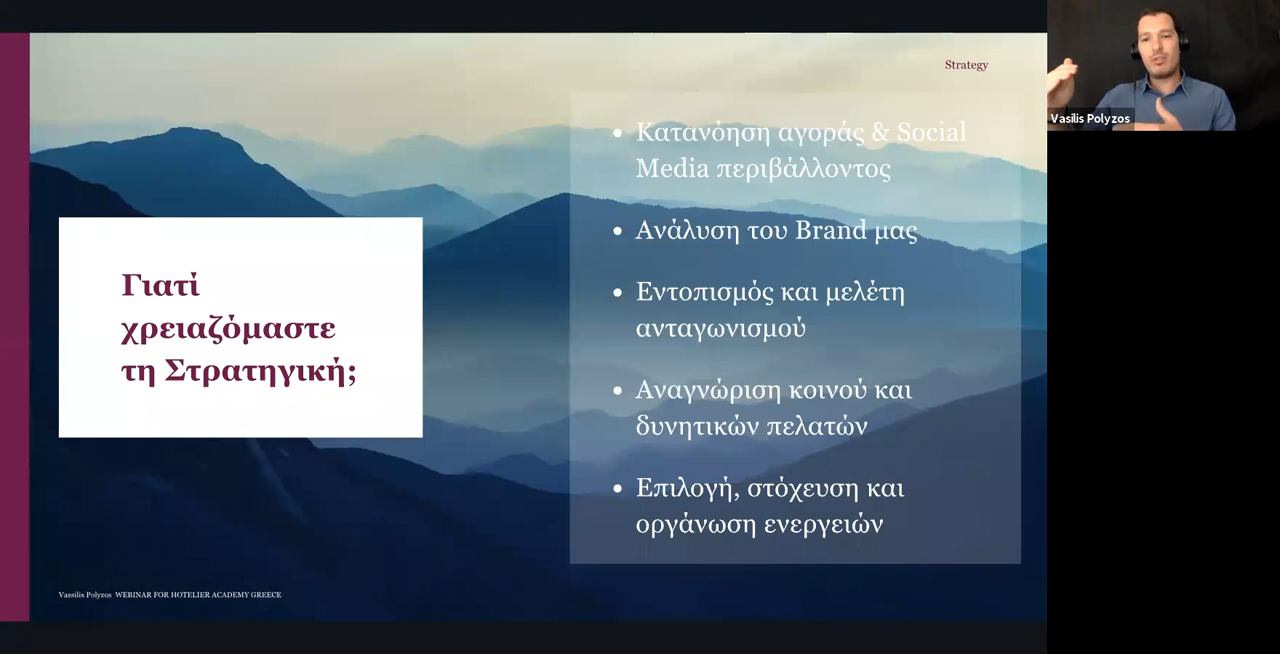 Strategy
Γιατί
χρειαζόμαστε
τη Στρατηγική;
• Κατανόηση αγοράς & Social
Media περιβάλλοντος
• Ανάλυση του Brand μας
• Εντοπισμός και μελέτη
ανταγωνισμού
• Αναγνώριση κοινού και
δυνητικών πελατών
• Επιλογή, στόχευση και
οργάνωση ενεργειών
Vassilis Polyzos WEBINAR FOR HOTELIER ACADEMY GREECE
Vasilis Polyzos